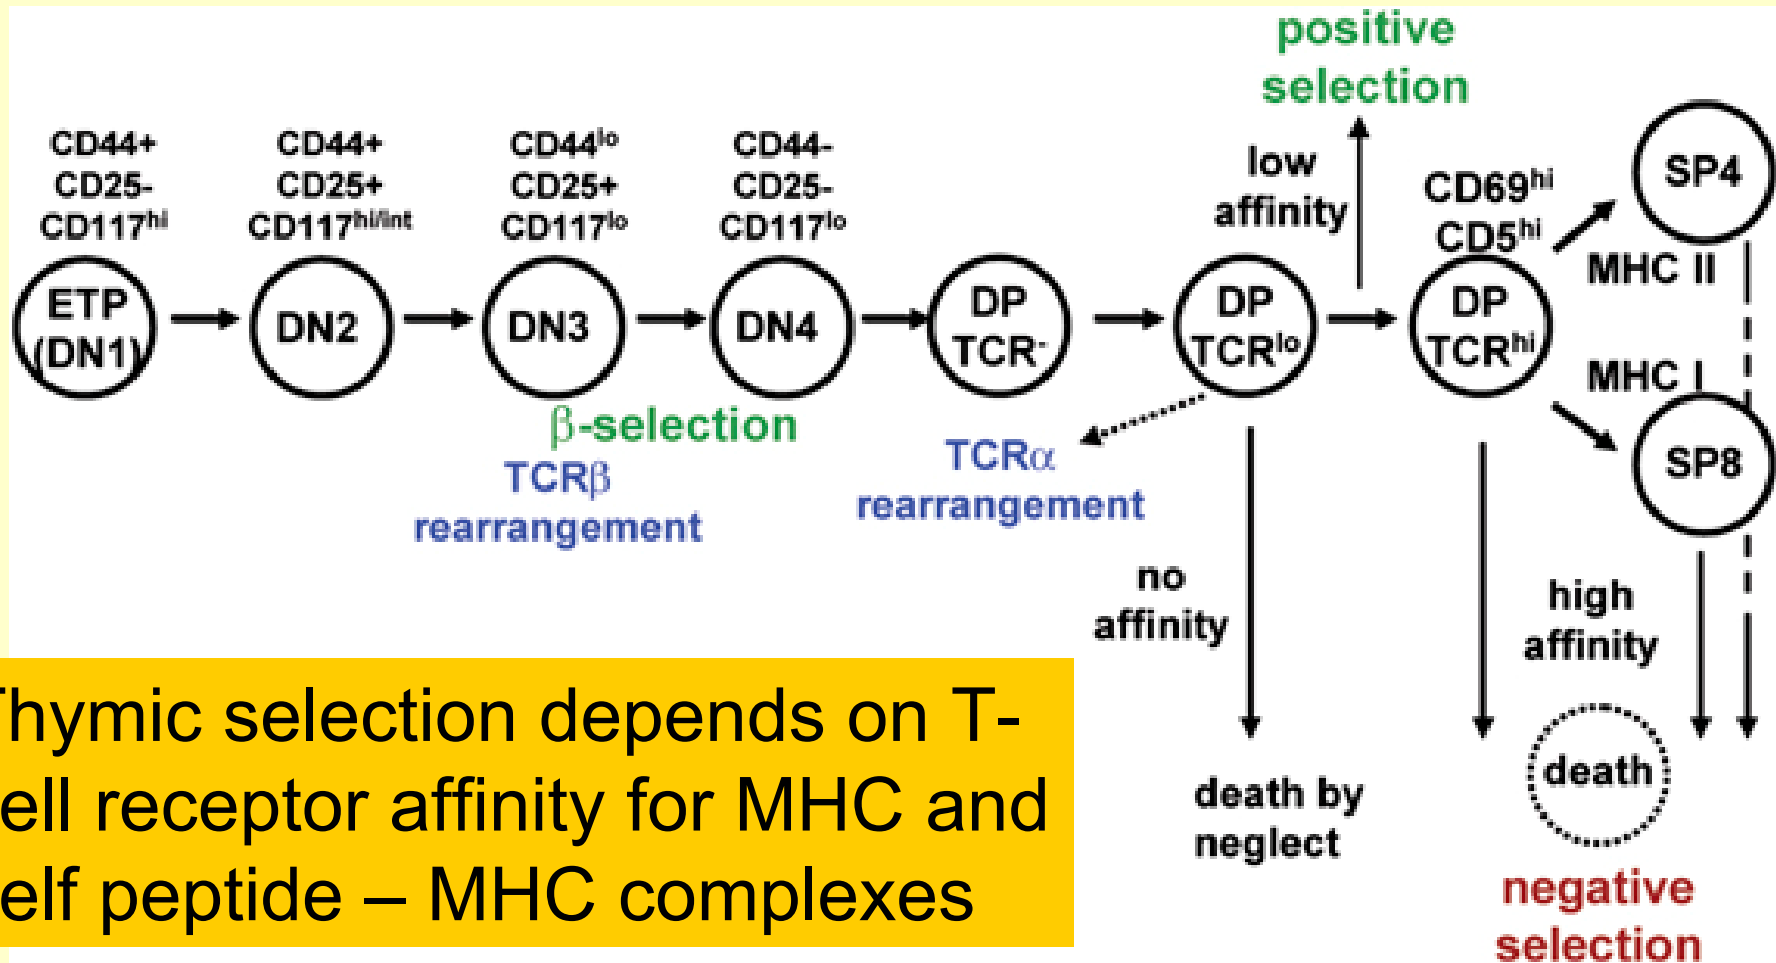 positive
selection
CD44+
CD25-
CD117hi
CD44+
CD25+
CD117hi/int
CD44lo
CD25+
CD117lo
CD44-
CD25-
CD117lo
low
affinity
CD69hi
CD5hi
SP4
MHC II
ETP
(DN1)
DN2
DN3
DN4
DP
TCR-
DP
TCRlo
DP
TCRhi
MHC I
SP8
β-selection
TCRβ
rearrangement
TCRα
rearrangement
no
affinity
high
affinity
Thymic selection depends on T-
ell receptor affinity for MHC and
elf peptide – MHC complexes
death by
neglect
death
negative
selection